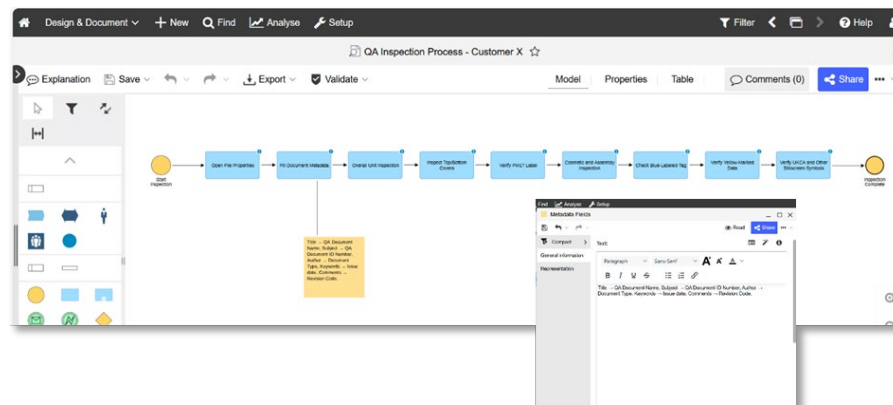 Design & Document + New Find Analyse Setup Filter Help
QA Inspection Process - Customer X
Explanation Save Export Validate Model Properties Table Comments (0) Share
Start
Inspection
Open File Properties
Fill Document Metadata
Overall Unit Inspection
Inspect Top/Bottom
Covers
Verify Label
Cosmetic and Assembly
Inspection
Check Blue-Labeled Tag
Verify Yellow-Marked
Data
Verify UKCA and Other
Silkscreen Symbols
Inspection
Complete
Title → QA Document
Name, Subject → QA
Document ID Number,
Author → Document
Type, Keywords → Issue
date, Comments →
Revision Code.
Find Analyse Setup
Metadata Fields
Read Share
Compact Text:
General information
Paragraph Sans-Serif A A A
Representation
B I U S
Title → QA Document Name, Subject → QA Document ID Number, Author →
Document Type, Keywords → Issue date, Comments → Revision Code.